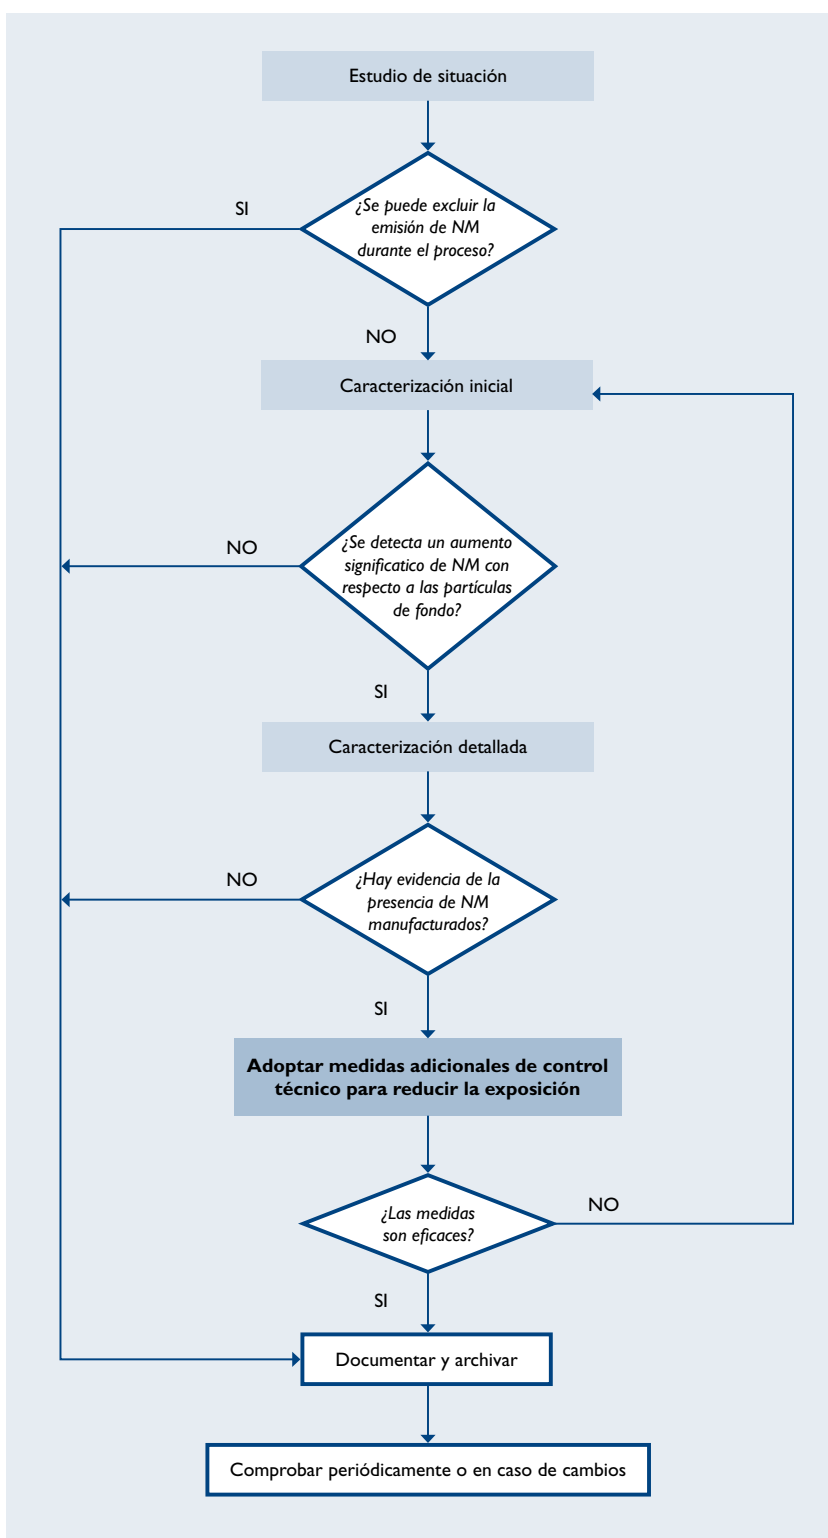 Estudio de situación
SI
¿Se puede excluir la
emisión de NM
durante el proceso?
NO
Caracterización inicial
NO
¿Se detecta un aumento
significatico de NM con
respecto a las partículas
de fondo?
SI
Caracterización detallada
NO
¿Hay evidencia de la
presencia de NM
manufacturados?
SI
Adoptar medidas adicionales de control
técnico para reducir la exposición
¿Las medidas
son eficaces?
NO
SI
Documentar y archivar
Comprobar periódicamente o en caso de cambios